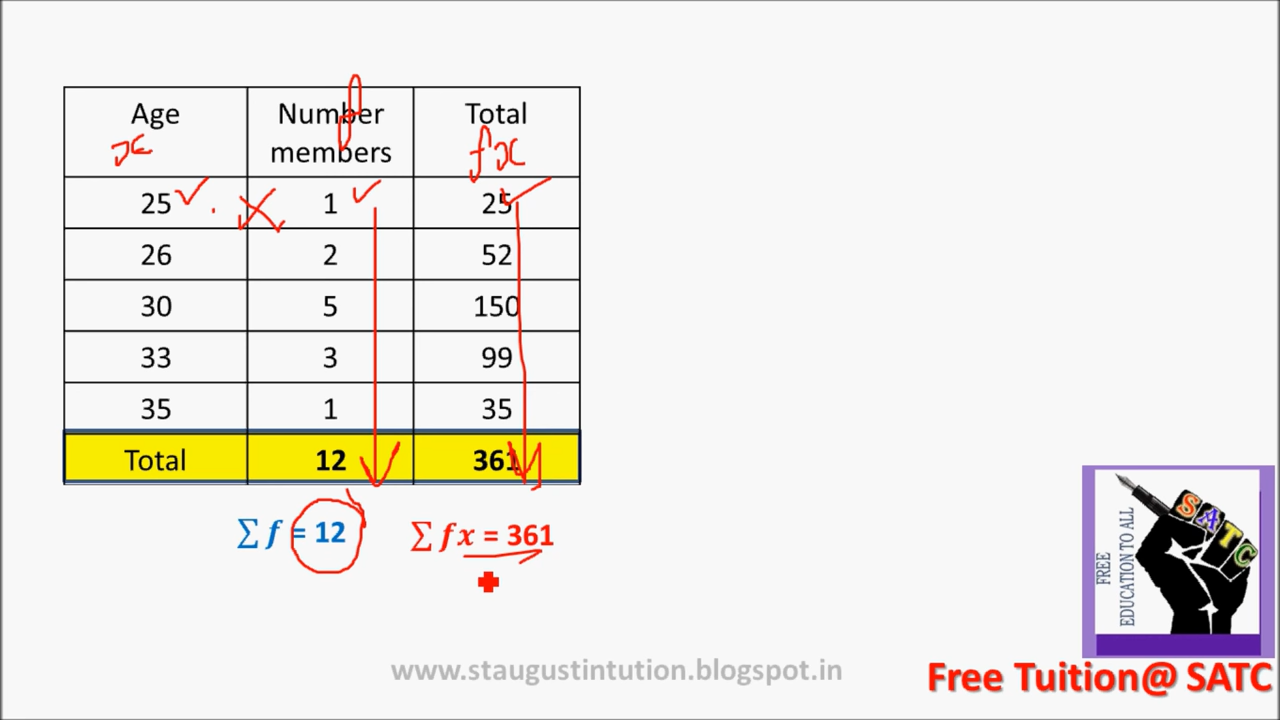 Age Number members Total
x f fx
25 1 25
26 2 52
30 5 150
33 3 99
35 1 35
Total 12 361
∑ f = 12 ∑ fx = 361
FREE
EDUCATION TO ALL
SATC
www.staugustintution.blogspot.in
Free Tuition@ SATC